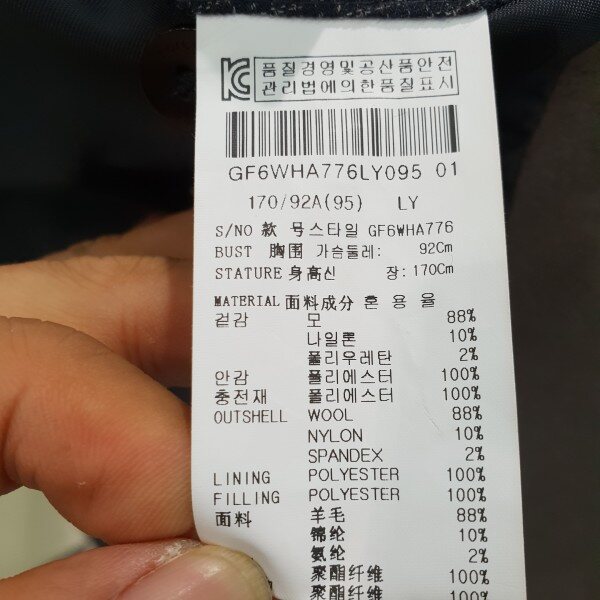 KC 품질경영및공산품안전
관리법에의한품질표시
GF6WHA776LY095 01
170/92A(95) LY
S/NO 款 号 스타일 GF6WHA776
BUST 胸围 가슴둘레: 92Cm
STATURE 身高신 장: 170Cm
MATERIAL 面料成分 혼 용 율
겉감 모 88%
나일론 10%
폴리우레탄 2%
안감 폴리에스터 100%
충전재 폴리에스터 100%
OUTSHELL WOOL 88%
NYLON 10%
SPANDEX 2%
LINING POLYESTER 100%
FILLING POLYESTER 100%
面料 羊毛 88%
锦纶 10%
氨纶 2%
聚酯纤维 100%
聚酯纤维 100%